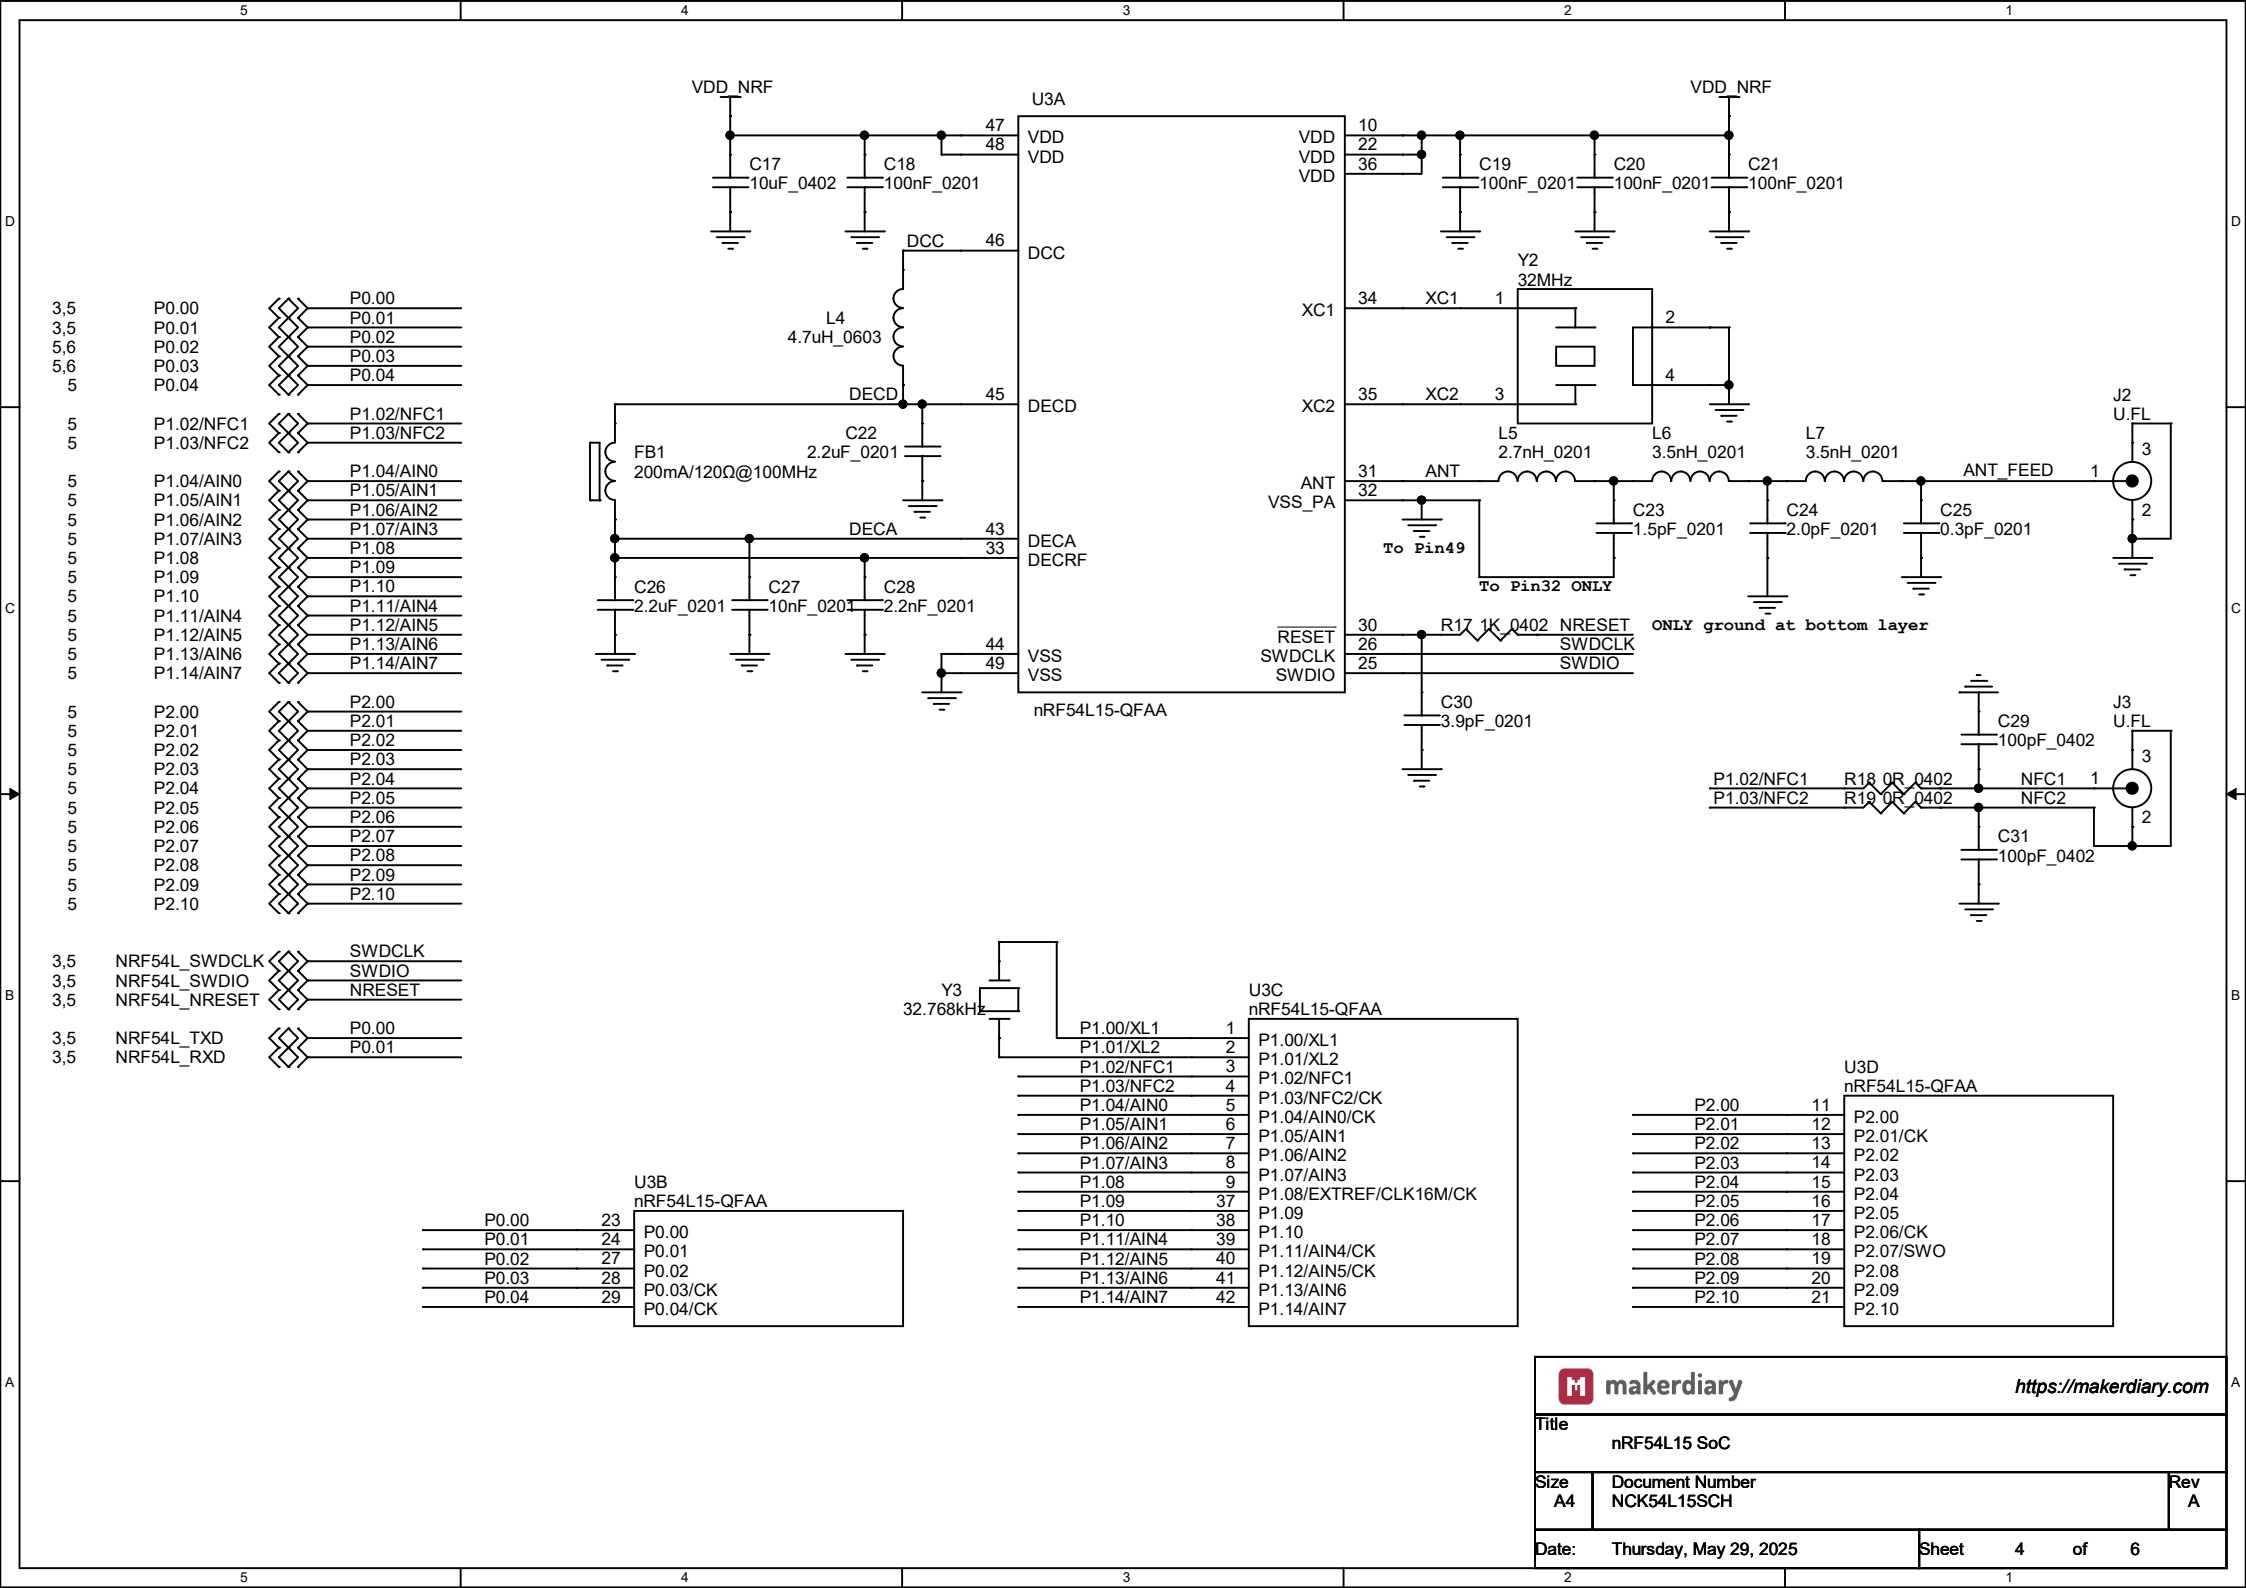 5 4 3 2 1
D
C
B
A
VDD_NRF
C17
10uF_0402
C18
100nF_0201
U3A
47 VDD
48 VDD
46 DCC
DCC
45 DECD
DECD
43 DECA
DECA
33 DECRF
44 VSS
49 VSS
nRF54L15-QFAA
VDD 10
VDD 22
VDD 36
XC1 34 XC1
XC2 35 XC2
ANT 31 ANT
VSS_PA 32
RESET 30
SWDCLK 26
SWDIO 25
VDD_NRF
C19
100nF_0201
C20
100nF_0201
C21
100nF_0201
L4
4.7uH_0603
FB1
200mA/120Ω@100MHz
C22
2.2uF_0201
C26
2.2uF_0201
C27
10nF_0201
C28
2.2nF_0201
Y2
32MHz
1
3
2
4
L5
2.7nH_0201
L6
3.5nH_0201
L7
3.5nH_0201
ANT_FEED
J2
U.FL
1
3
2
C23
1.5pF_0201
C24
2.0pF_0201
C25
0.3pF_0201
To Pin49
To Pin32 ONLY
ONLY ground at bottom layer
R17 1K_0402 NRESET
SWDCLK
SWDIO
C30
3.9pF_0201
C29
100pF_0402
P1.02/NFC1 R18 0R_0402 NFC1
P1.03/NFC2 R19 0R_0402 NFC2
C31
100pF_0402
J3
U.FL
1
3
2
3,5 P0.00 P0.00
3,5 P0.01 P0.01
5,6 P0.02 P0.02
5,6 P0.03 P0.03
5 P0.04 P0.04
5 P1.02/NFC1 P1.02/NFC1
5 P1.03/NFC2 P1.03/NFC2
5 P1.04/AIN0 P1.04/AIN0
5 P1.05/AIN1 P1.05/AIN1
5 P1.06/AIN2 P1.06/AIN2
5 P1.07/AIN3 P1.07/AIN3
5 P1.08 P1.08
5 P1.09 P1.09
5 P1.10 P1.10
5 P1.11/AIN4 P1.11/AIN4
5 P1.12/AIN5 P1.12/AIN5
5 P1.13/AIN6 P1.13/AIN6
5 P1.14/AIN7 P1.14/AIN7
5 P2.00 P2.00
5 P2.01 P2.01
5 P2.02 P2.02
5 P2.03 P2.03
5 P2.04 P2.04
5 P2.05 P2.05
5 P2.06 P2.06
5 P2.07 P2.07
5 P2.08 P2.08
5 P2.09 P2.09
5 P2.10 P2.10
3,5 NRF54L_SWDCLK SWDCLK
3,5 NRF54L_SWDIO SWDIO
3,5 NRF54L_NRESET NRESET
3,5 NRF54L_TXD P0.00
3,5 NRF54L_RXD P0.01
U3B
nRF54L15-QFAA
P0.00 23 P0.00
P0.01 24 P0.01
P0.02 27 P0.02
P0.03 28 P0.03/CK
P0.04 29 P0.04/CK
Y3
32.768kHz
U3C
nRF54L15-QFAA
P1.00/XL1 1 P1.00/XL1
P1.01/XL2 2 P1.01/XL2
P1.02/NFC1 3 P1.02/NFC1
P1.03/NFC2 4 P1.03/NFC2/CK
P1.04/AIN0 5 P1.04/AIN0/CK
P1.05/AIN1 6 P1.05/AIN1
P1.06/AIN2 7 P1.06/AIN2
P1.07/AIN3 8 P1.07/AIN3
P1.08 9 P1.08/EXTREF/CLK16M/CK
P1.09 37 P1.09
P1.10 38 P1.10
P1.11/AIN4 39 P1.11/AIN4/CK
P1.12/AIN5 40 P1.12/AIN5/CK
P1.13/AIN6 41 P1.13/AIN6
P1.14/AIN7 42 P1.14/AIN7
U3D
nRF54L15-QFAA
P2.00 11 P2.00
P2.01 12 P2.01/CK
P2.02 13 P2.02
P2.03 14 P2.03
P2.04 15 P2.04
P2.05 16 P2.05
P2.06 17 P2.06/CK
P2.07 18 P2.07/SWO
P2.08 19 P2.08
P2.09 20 P2.09
P2.10 21 P2.10
makerdiary https://makerdiary.com
Title
nRF54L15 SoC
Size Document Number Rev
A4 NCK54L15SCH A
Date: Thursday, May 29, 2025 Sheet 4 of 6
D
C
B
A
5 4 3 2 1